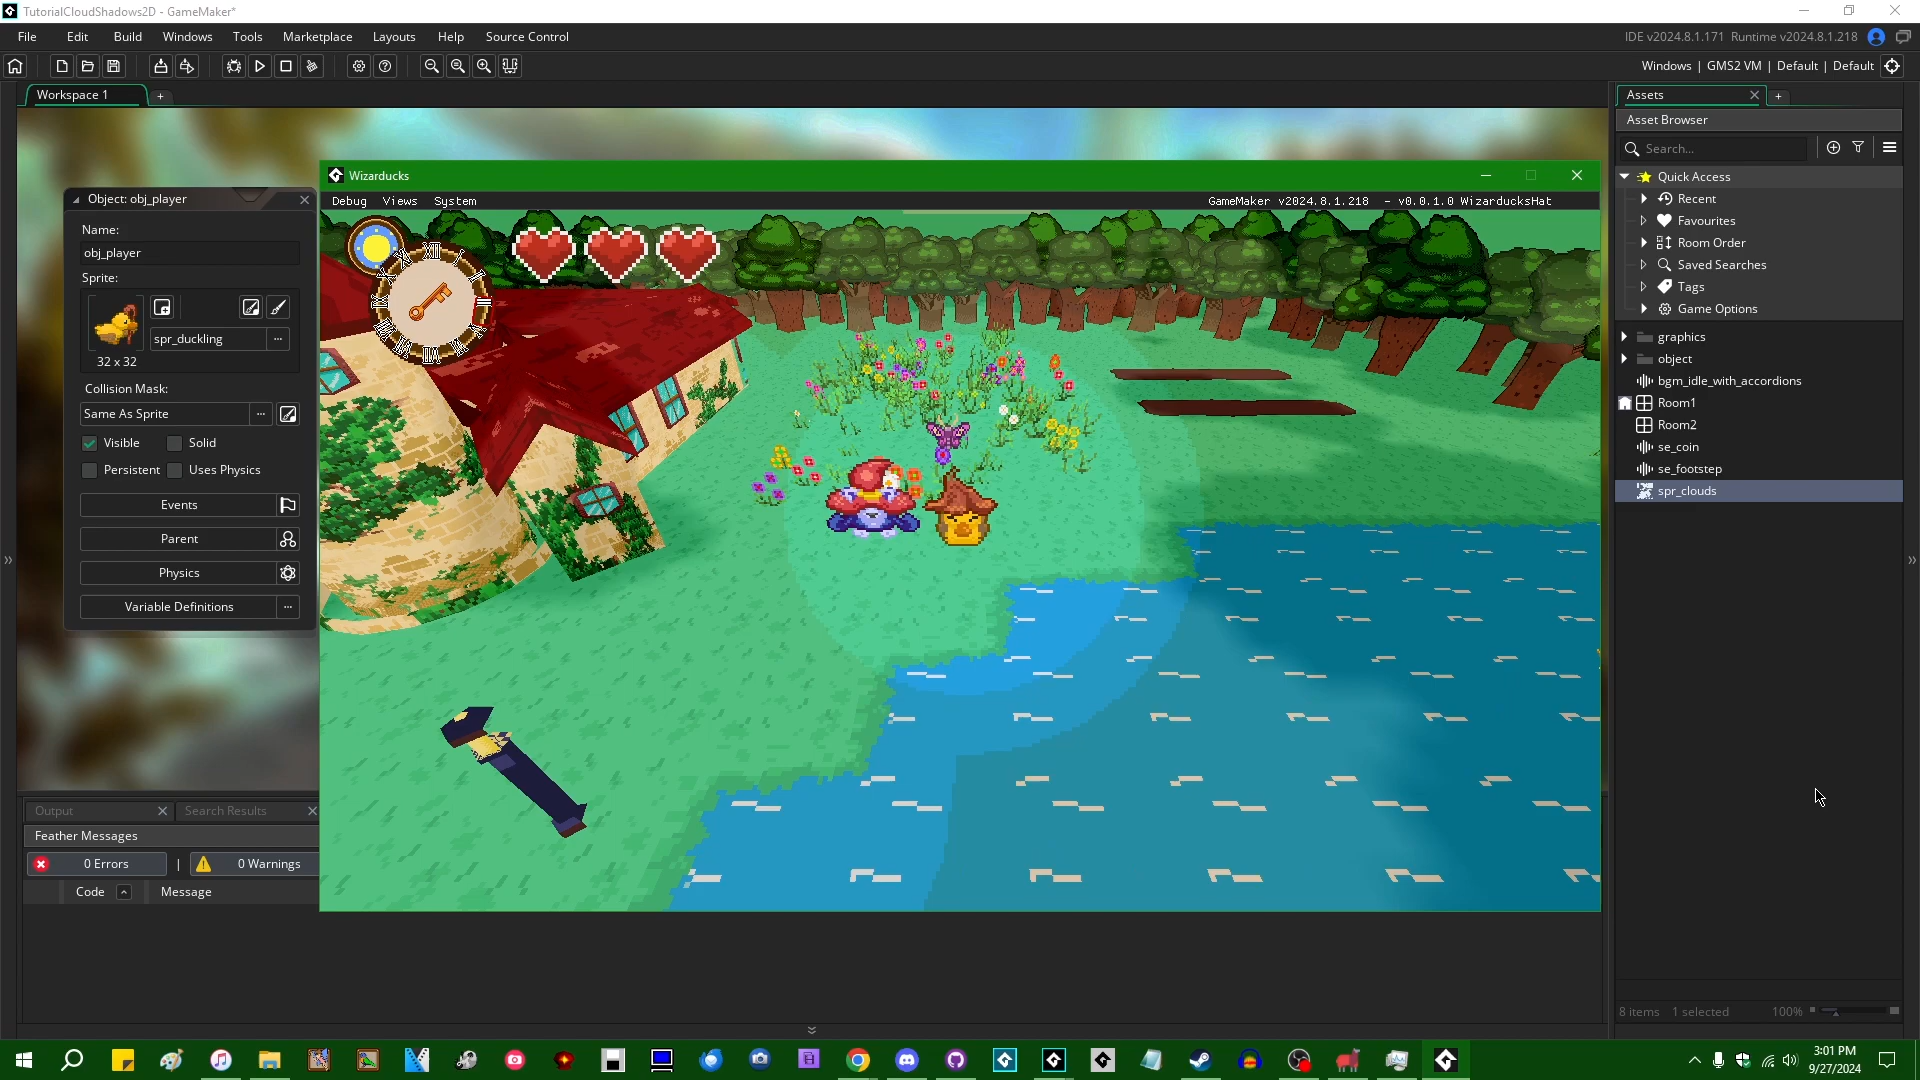 TutorialCloudShadows2D - GameMaker*
File Edit Build Windows Tools Marketplace Layouts Help Source Control
IDE v2024.8.1.171 Runtime v2024.8.1.218
Windows | GMS2 VM | Default | Default
Workspace 1 +
Assets +
Asset Browser
Search...
Quick Access
Recent
Favourites
Room Order
Saved Searches
Tags
Game Options
graphics
object
bgm_idle_with_accordions
Room1
Room2
se_coin
se_footstep
spr_clouds
8 items 1 selected 100%
Object: obj_player
Name:
obj_player
Sprite:
spr_duckling ...
32 x 32
Collision Mask:
Same As Sprite ...
Visible Solid
Persistent Uses Physics
Events
Parent
Physics
Variable Definitions ...
Wizarducks
Debug Views System
GameMaker v2024.8.1.218 - v0.0.1.0 WizarducksHat
Output Search Results
Feather Messages
0 Errors | 0 Warnings
Code Message
3:01 PM
9/27/2024